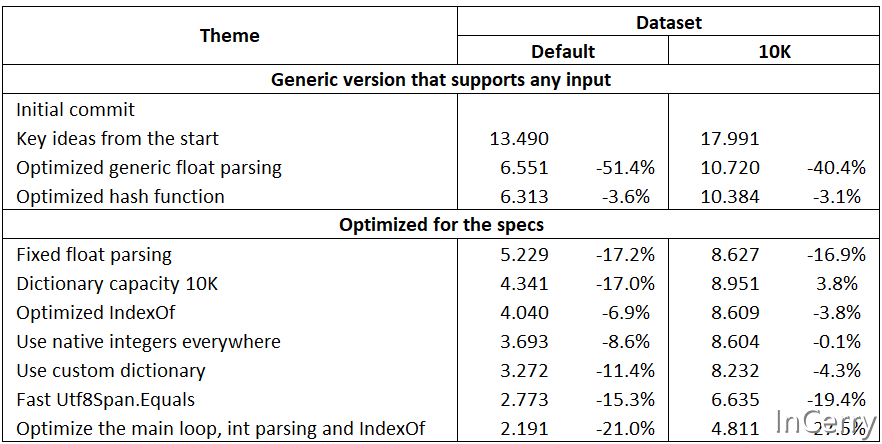 Theme Dataset
Default 10K
Generic version that supports any input
Initial commit
Key ideas from the start 13.490 17.991
Optimized generic float parsing 6.551 -51.4% 10.720 -40.4%
Optimized hash function 6.313 -3.6% 10.384 -3.1%
Optimized for the specs
Fixed float parsing 5.229 -17.2% 8.627 -16.9%
Dictionary capacity 10K 4.341 -17.0% 8.951 3.8%
Optimized IndexOf 4.040 -6.9% 8.609 -3.8%
Use native integers everywhere 3.693 -8.6% 8.604 -0.1%
Use custom dictionary 3.272 -11.4% 8.232 -4.3%
Fast Utf8Span.Equals 2.773 -15.3% 6.635 -19.4%
Optimize the main loop, int parsing and IndexOf 2.191 -21.0% 4.811 -27.5%
InCerry